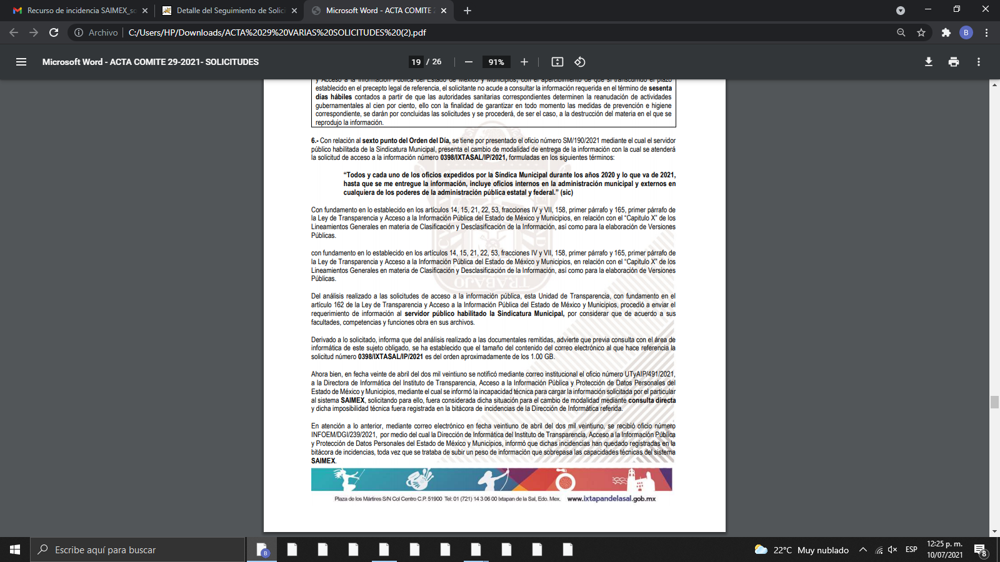 Recurso de incidencia SAIMEX_so
Detalle del Seguimiento de Solici
Microsoft Word - ACTA COMITE 2
Archivo
C:/Users/HP/Downloads/ACTA%2029%20VARIAS%20SOLICITUDES%20(2).pdf
B
Microsoft Word - ACTA COMITE 29-2021- SOLICITUDES
19 / 26
91%
y Acceso a la Información Pública del Estado de México y Municipios, con el apercibimiento de que si transcurrido el plazo
establecido en el precepto legal de referencia, el solicitante no acude a consultar la información requerida en el término de sesenta
días hábiles contados a partir de que las autoridades sanitarias correspondientes determinen la reanudación de actividades
gubernamentales al cien por ciento, ello con la finalidad de garantizar en todo momento las medidas de prevención e higiene
correspondiente, se darán por concluidas las solicitudes y se procederá, de ser el caso, a la destrucción del materia en el que se
reprodujo la información.
6.- Con relación al sexto punto del Orden del Día, se tiene por presentado el oficio número SM/190/2021 mediante el cual el servidor
público habilitada de la Sindicatura Municipal, presenta el cambio de modalidad de entrega de la información con la cual se atenderá
la solicitud de acceso a la información número 0398/IXTASAL/IP/2021, formuladas en los siguientes términos:
“Todos y cada uno de los oficios expedidos por la Síndica Municipal durante los años 2020 y lo que va de 2021,
hasta que se me entregue la información, incluye oficios internos en la administración municipal y externos en
cualquiera de los poderes de la administración pública estatal y federal.” (sic)
Con fundamento en lo establecido en los artículos 14, 15, 21, 22, 53, fracciones IV y VII, 158, primer párrafo y 165, primer párrafo de
la Ley de Transparencia y Acceso a la Información Pública del Estado de México y Municipios, en relación con el “Capitulo X” de los
Lineamientos Generales en materia de Clasificación y Desclasificación de la Información, así como para la elaboración de Versiones
Públicas.
con fundamento en lo establecido en los artículos 14, 15, 21, 22, 53, fracciones IV y VII, 158, primer párrafo y 165, primer párrafo de
la Ley de Transparencia y Acceso a la Información Pública del Estado de México y Municipios, en relación con el “Capitulo X” de los
Lineamientos Generales en materia de Clasificación y Desclasificación de la Información, así como para la elaboración de Versiones
Públicas.
TRABAJO
Del análisis realizado a las solicitudes de acceso a la información pública, esta Unidad de Transparencia, con fundamento en el
artículo 162 de la Ley de Transparencia y Acceso a la Información Pública del Estado de México y Municipios, procedió a enviar el
requerimiento de información al servidor público habilitado la Sindicatura Municipal, por considerar que de acuerdo a sus
facultades, competencias y funciones obra en sus archivos.
Derivado a lo solicitado, informa que del análisis realizado a las documentales remitidas, advierte que previa consulta con el área de
informática de este sujeto obligado, se ha establecido que el tamaño del contenido del correo electrónico al que hace referencia la
solicitud número 0398/IXTASAL/IP/2021 es del orden aproximadamente de los 1.00 GB.
Ahora bien, en fecha veinte de abril del dos mil veintiuno se notificó mediante correo institucional el oficio número UTyAIP/491/2021,
a la Directora de Informática del Instituto de Transparencia, Acceso a la Información Pública y Protección de Datos Personales del
Estado de México y Municipios, mediante el cual se informó la incapacidad técnica para cargar la información solicitada por el particular
al sistema SAIMEX, solicitando para ello, fuera considerada dicha situación para el cambio de modalidad mediante consulta directa
y dicha imposibilidad técnica fuera registrada en la bitácora de incidencias de la Dirección de Informática referida.
En atención a lo anterior, mediante correo electrónico en fecha veintiuno de abril del dos mil veintiuno, se recibió oficio número
INFOEM/DGI/239/2021, por medio del cual la Dirección de Informática del Instituto de Transparencia, Acceso a la Información Pública
y Protección de Datos Personales del Estado de México y Municipios, informó que dichas incidencias han quedado registradas en la
bitácora de incidencias, toda vez que se trataba de subir un peso de información que sobrepasa las capacidades técnicas del sistema
SAIMEX.
Plaza de los Mártires S/N Col Centro C.P. 51900 Tel: 01 (721) 14 3 06 00 Ixtapan de la Sal, Edo. Mex. www.ixtapandelasal.gob.mx
Escribe aquí para buscar
B
22°C Muy nublado
ESP
12:25 p. m.
10/07/2021
8